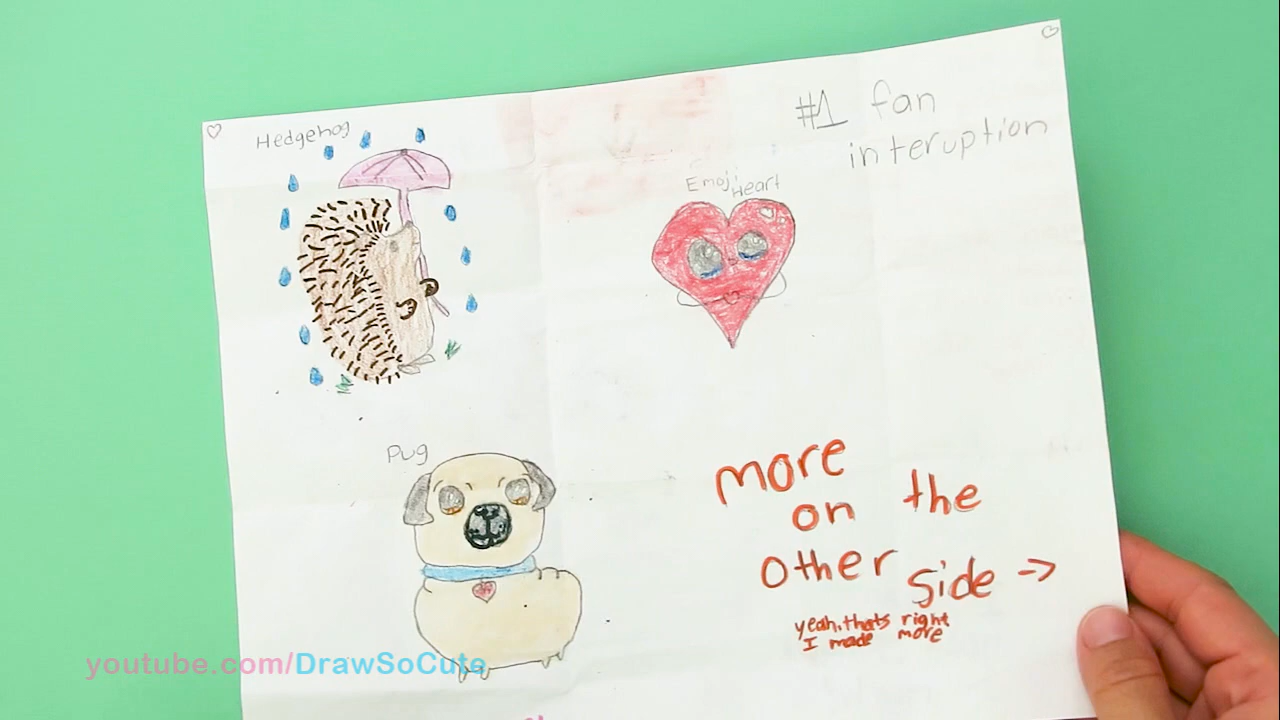 #1 fan
interuption
Hedgehog
Emoji
Heart
Pug
more
on the
other side ->
yeah, thats right
I made more
youtube.com/DrawSoCute